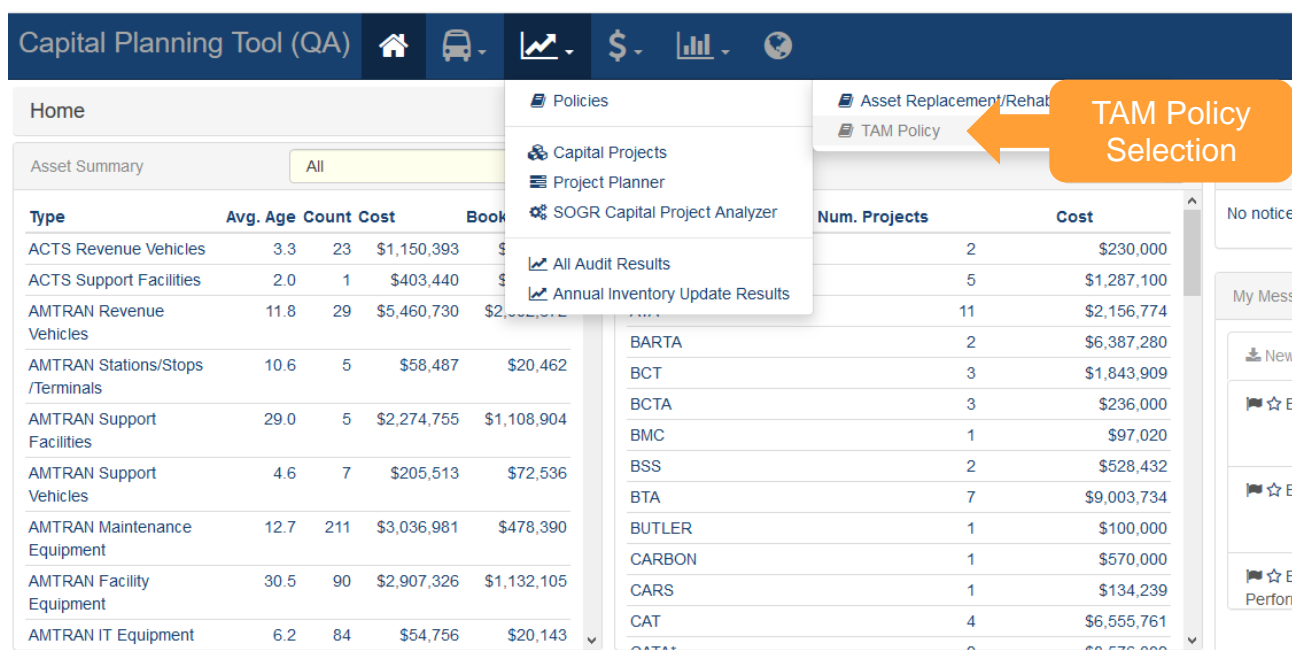 Capital Planning Tool (QA)
Home
Policies
Capital Projects
Project Planner
SOGR Capital Project Analyzer
All Audit Results
Annual Inventory Update Results
Asset Replacement/Rehab
TAM Policy
TAM Policy
Selection
Asset Summary
All
Type Avg. Age Count Cost Book
ACTS Revenue Vehicles 3.3 23 $1,150,393 $
ACTS Support Facilities 2.0 1 $403,440 $
AMTRAN Revenue
Vehicles
11.8 29 $5,460,730
AMTRAN Stations/Stops
/Terminals
10.6 5 $58,487 $20,462
AMTRAN Support
Facilities
29.0 5 $2,274,755 $1,108,904
AMTRAN Support
Vehicles
4.6 7 $205,513 $72,536
AMTRAN Maintenance
Equipment
12.7 211 $3,036,981 $478,390
AMTRAN Facility
Equipment
30.5 90 $2,907,326 $1,132,105
AMTRAN IT Equipment 6.2 84 $54,756 $20,143
Num. Projects Cost
2 $230,000
5 $1,287,100
11 $2,156,774
BARTA 2 $6,387,280
BCT 3 $1,843,909
BCTA 3 $236,000
BMC 1 $97,020
BSS 2 $528,432
BTA 7 $9,003,734
BUTLER 1 $100,000
CARBON 1 $570,000
CARS 1 $134,239
CAT 4 $6,555,761
No notice
My Mess
New
E
E
E
Perfor